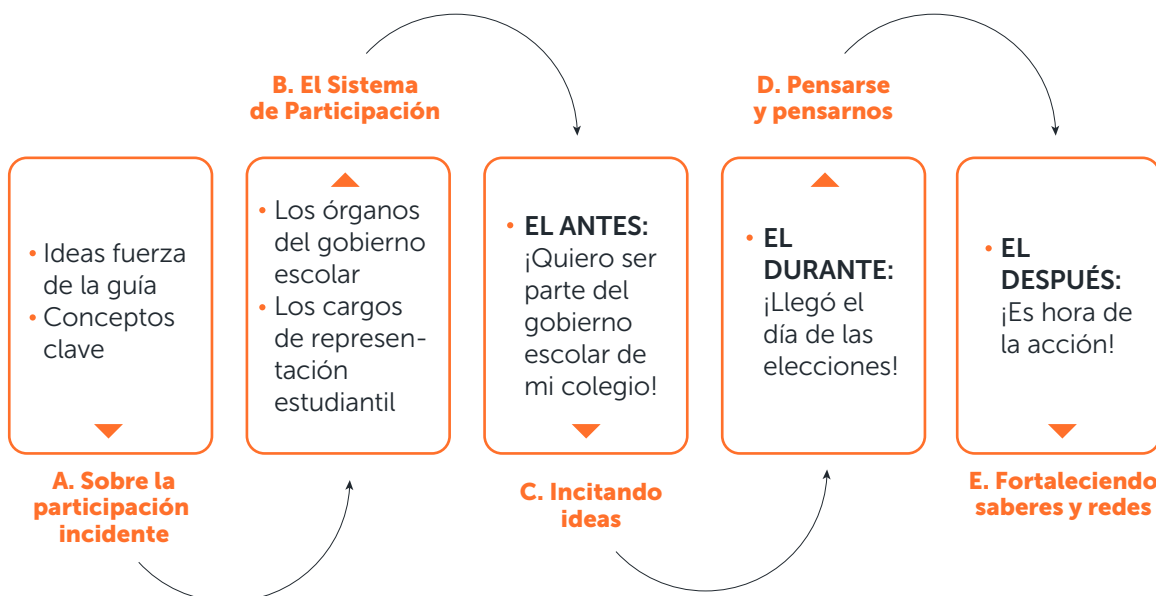 • Ideas fuerza
de la guía
• Conceptos
clave
A. Sobre la
participación
incidente
B. El Sistema
de Participación
• Los órganos
del gobierno
escolar
• Los cargos
de represen-
tación
estudiantil
• EL ANTES:
¡Quiero ser
parte del
gobierno
escolar de
mi colegio!
C. Incitando
ideas
D. Pensarse
y pensarnos
• EL
DURANTE:
¡Llegó el
día de las
elecciones!
• EL
DESPUÉS:
¡Es hora de
la acción!
E. Fortaleciendo
saberes y redes